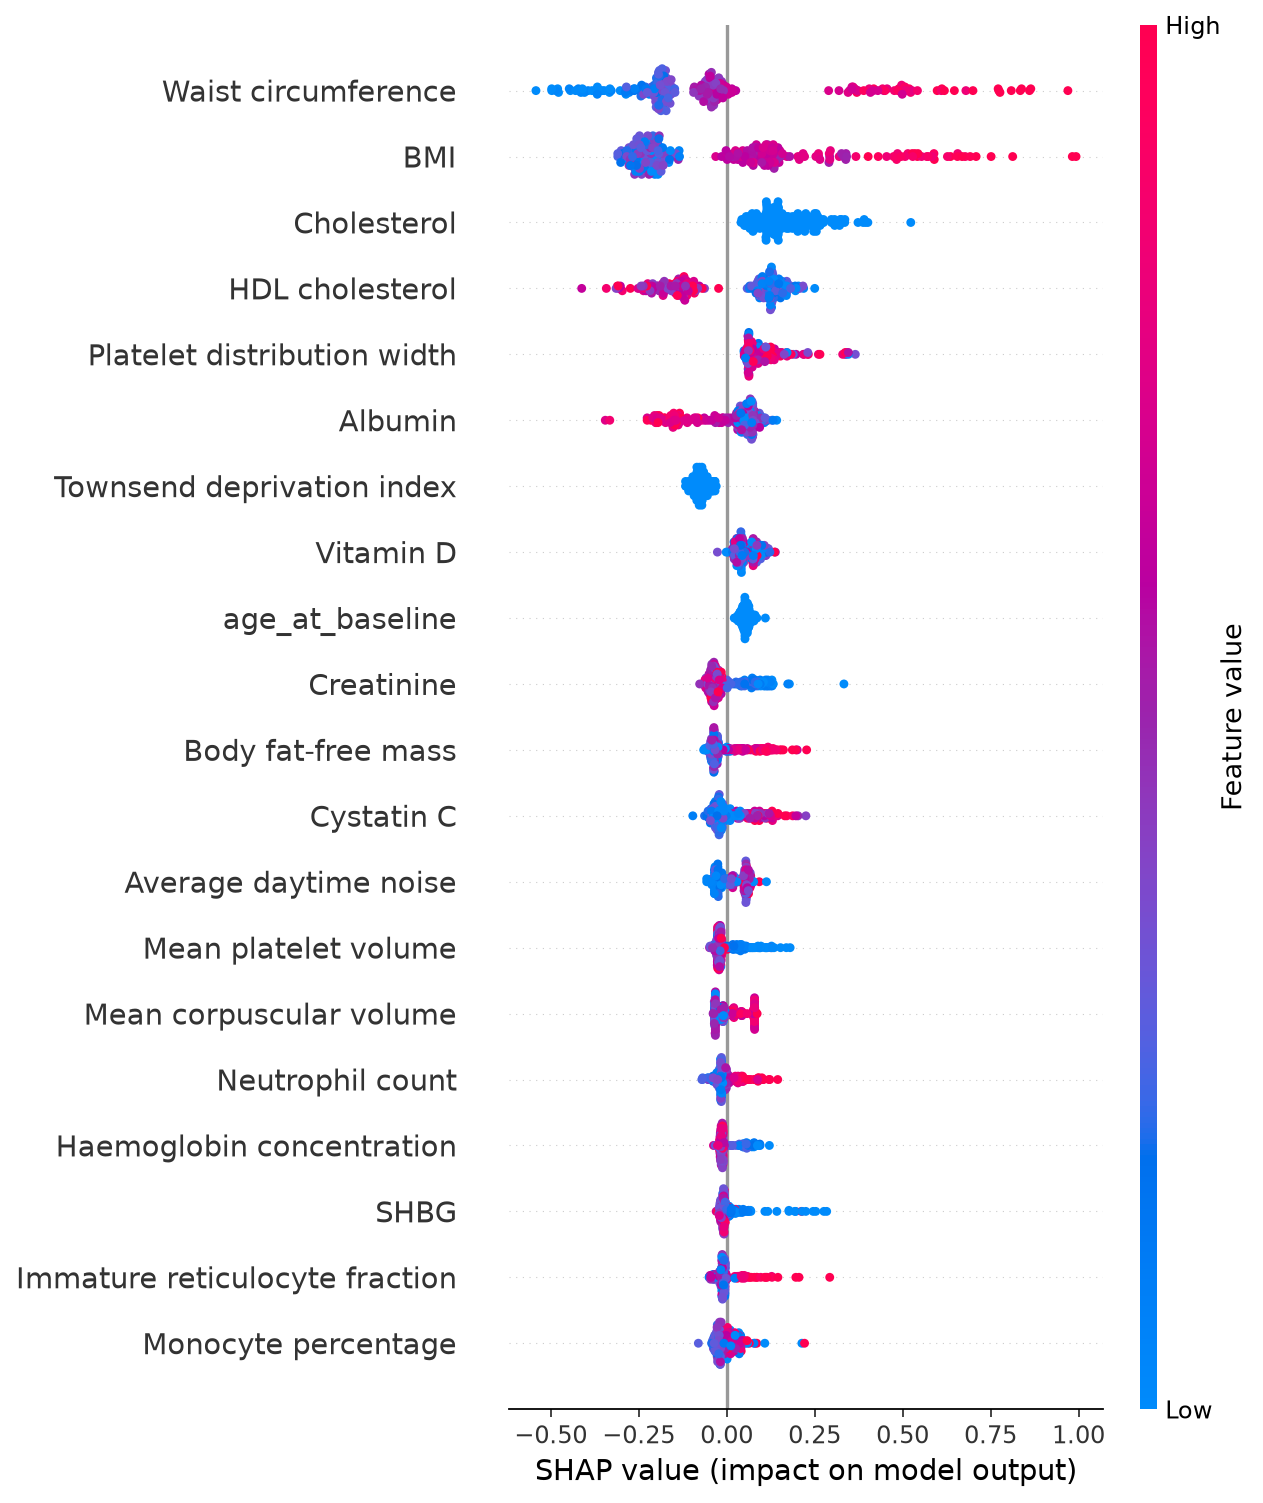 High
Waist circumference
BMI
Cholesterol
HDL cholesterol
Platelet distribution width
Albumin
Townsend deprivation index
Vitamin D
age_at_baseline
Creatinine
Body fat-free mass
Cystatin C
Average daytime noise
Mean platelet volume
Mean corpuscular volume
Neutrophil count
Haemoglobin concentration
SHBG
Immature reticulocyte fraction
Monocyte percentage
Feature value
Low
−0.50 −0.25 0.00 0.25 0.50 0.75 1.00
SHAP value (impact on model output)